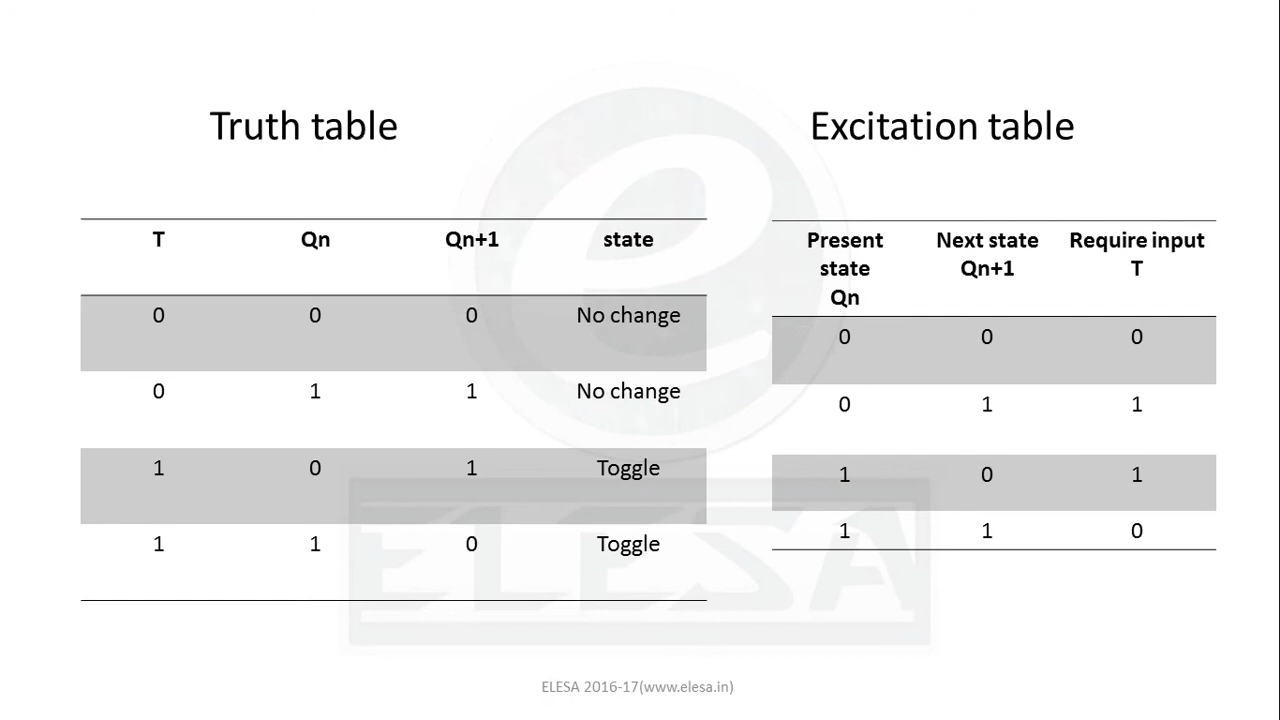 Truth table
T Qn Qn+1 state
0 0 0 No change
0 1 1 No change
1 0 1 Toggle
1 1 0 Toggle
Excitation table
Present Next state Require input
state Qn+1 T
Qn
0 0 0
0 1 1
1 0 1
1 1 0
e
ELESA
ELESA 2016-17(www.elesa.in)